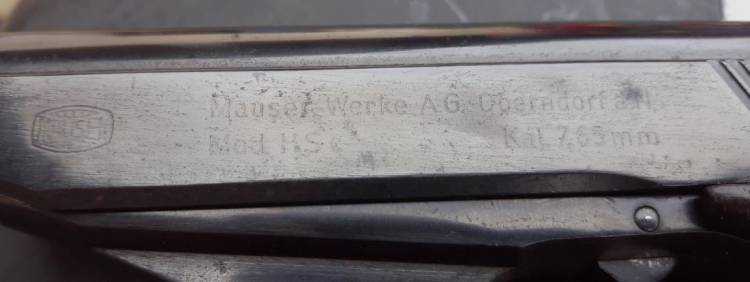 MAUSER
Mauser-Werke A.G. Oberndorf a.N.
Mod. HSc Kal. 7,65mm